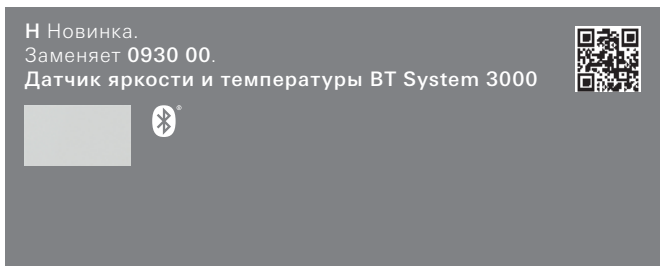 Н Новинка.
Заменяет 0930 00.
Датчик яркости и температуры BT System 3000